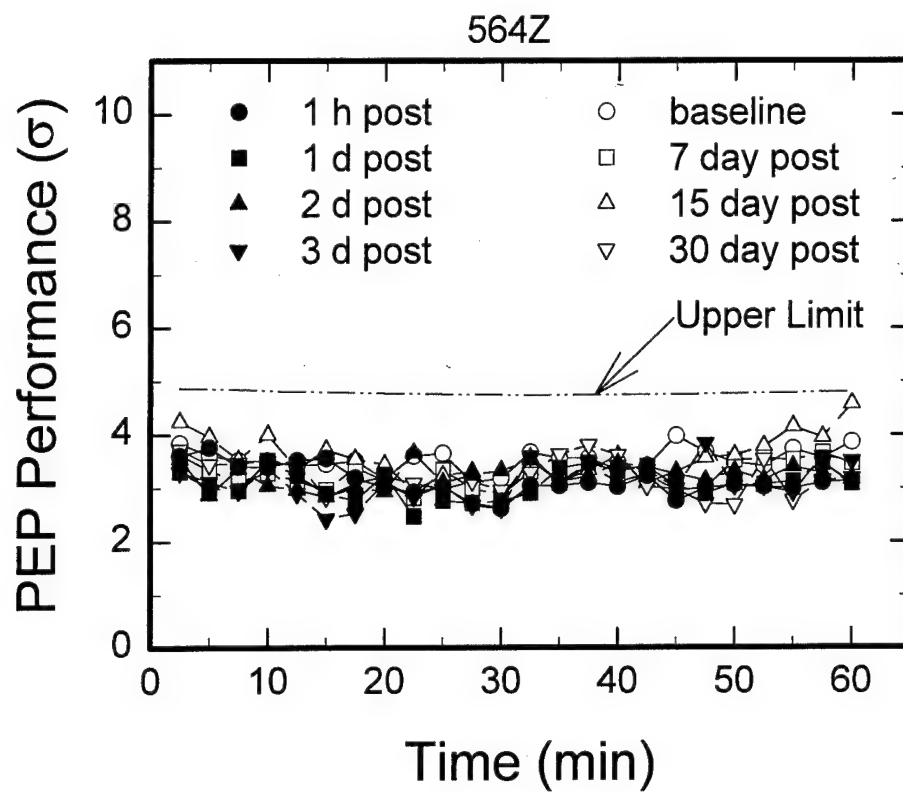 564Z
PEP Performance (σ)
10
8
6
4
2
0
1 h post
1 d post
2 d post
3 d post
baseline
7 day post
15 day post
30 day post
Upper Limit
0 10 20 30 40 50 60
Time (min)